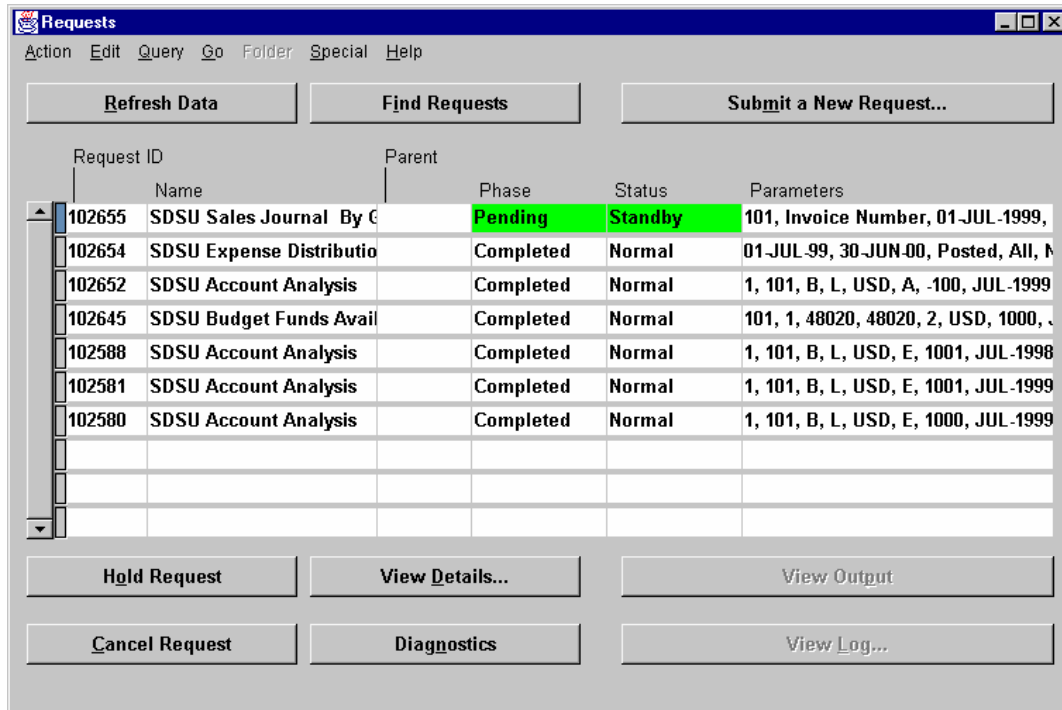 Requests
Action Edit Query Go Folder Special Help
Refresh Data Find Requests Submit a New Request...
Request ID Parent
Name Phase Status Parameters
102655 SDSU Sales Journal By G Pending Standby 101, Invoice Number, 01-JUL-1999,
102654 SDSU Expense Distributio Completed Normal 01-JUL-99, 30-JUN-00, Posted, All, N
102652 SDSU Account Analysis Completed Normal 1, 101, B, L, USD, A, -100, JUL-1999
102645 SDSU Budget Funds Avail Completed Normal 101, 1, 48020, 48020, 2, USD, 1000, J
102588 SDSU Account Analysis Completed Normal 1, 101, B, L, USD, E, 1001, JUL-1998
102581 SDSU Account Analysis Completed Normal 1, 101, B, L, USD, E, 1001, JUL-1999
102580 SDSU Account Analysis Completed Normal 1, 101, B, L, USD, E, 1000, JUL-1999
Hold Request View Details... View Output
Cancel Request Diagnostics View Log...